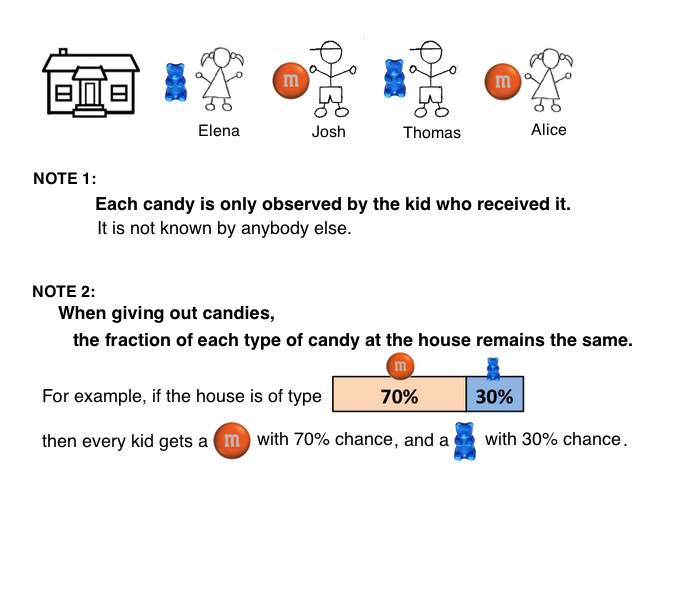 m
m
Elena
Josh
Thomas
Alice
NOTE 1:
Each candy is only observed by the kid who received it.
It is not known by anybody else.
NOTE 2:
When giving out candies,
the fraction of each type of candy at the house remains the same.
m
For example, if the house is of type 70% 30%
then every kid gets a m with 70% chance, and a with 30% chance.